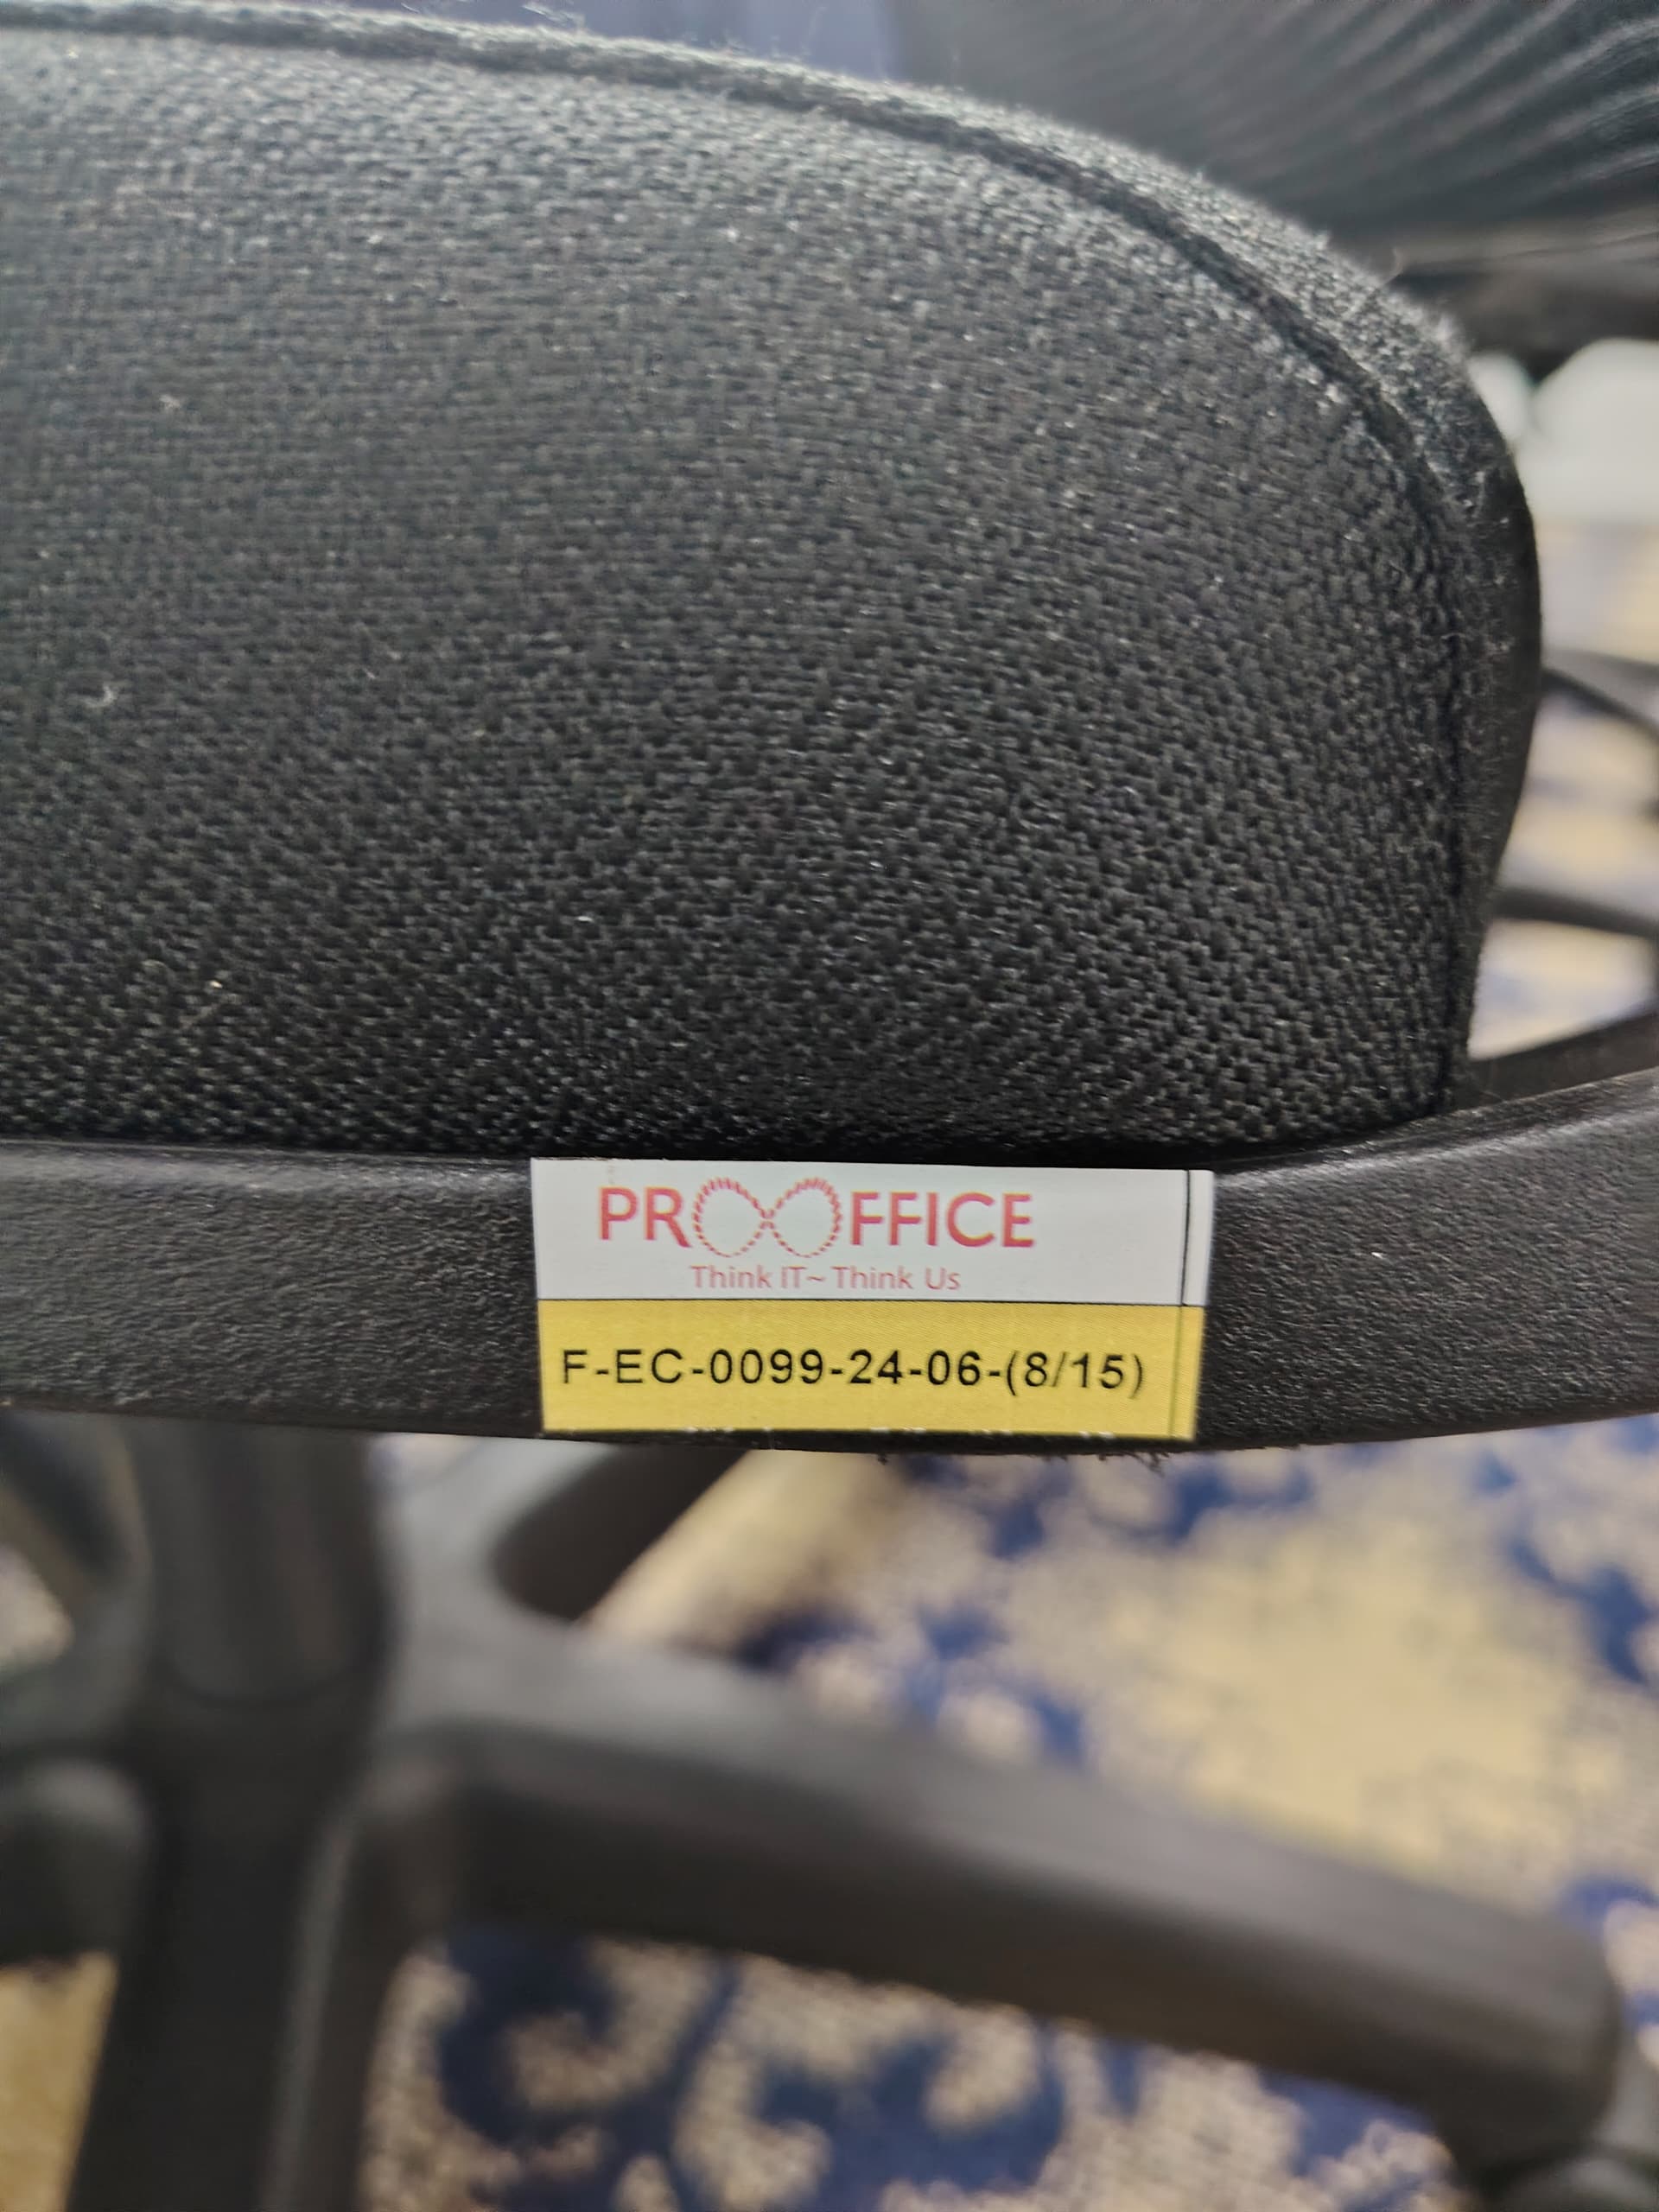 PROOFFICE
Think IT~ Think Us
F-EC-0099-24-06-(8/15)